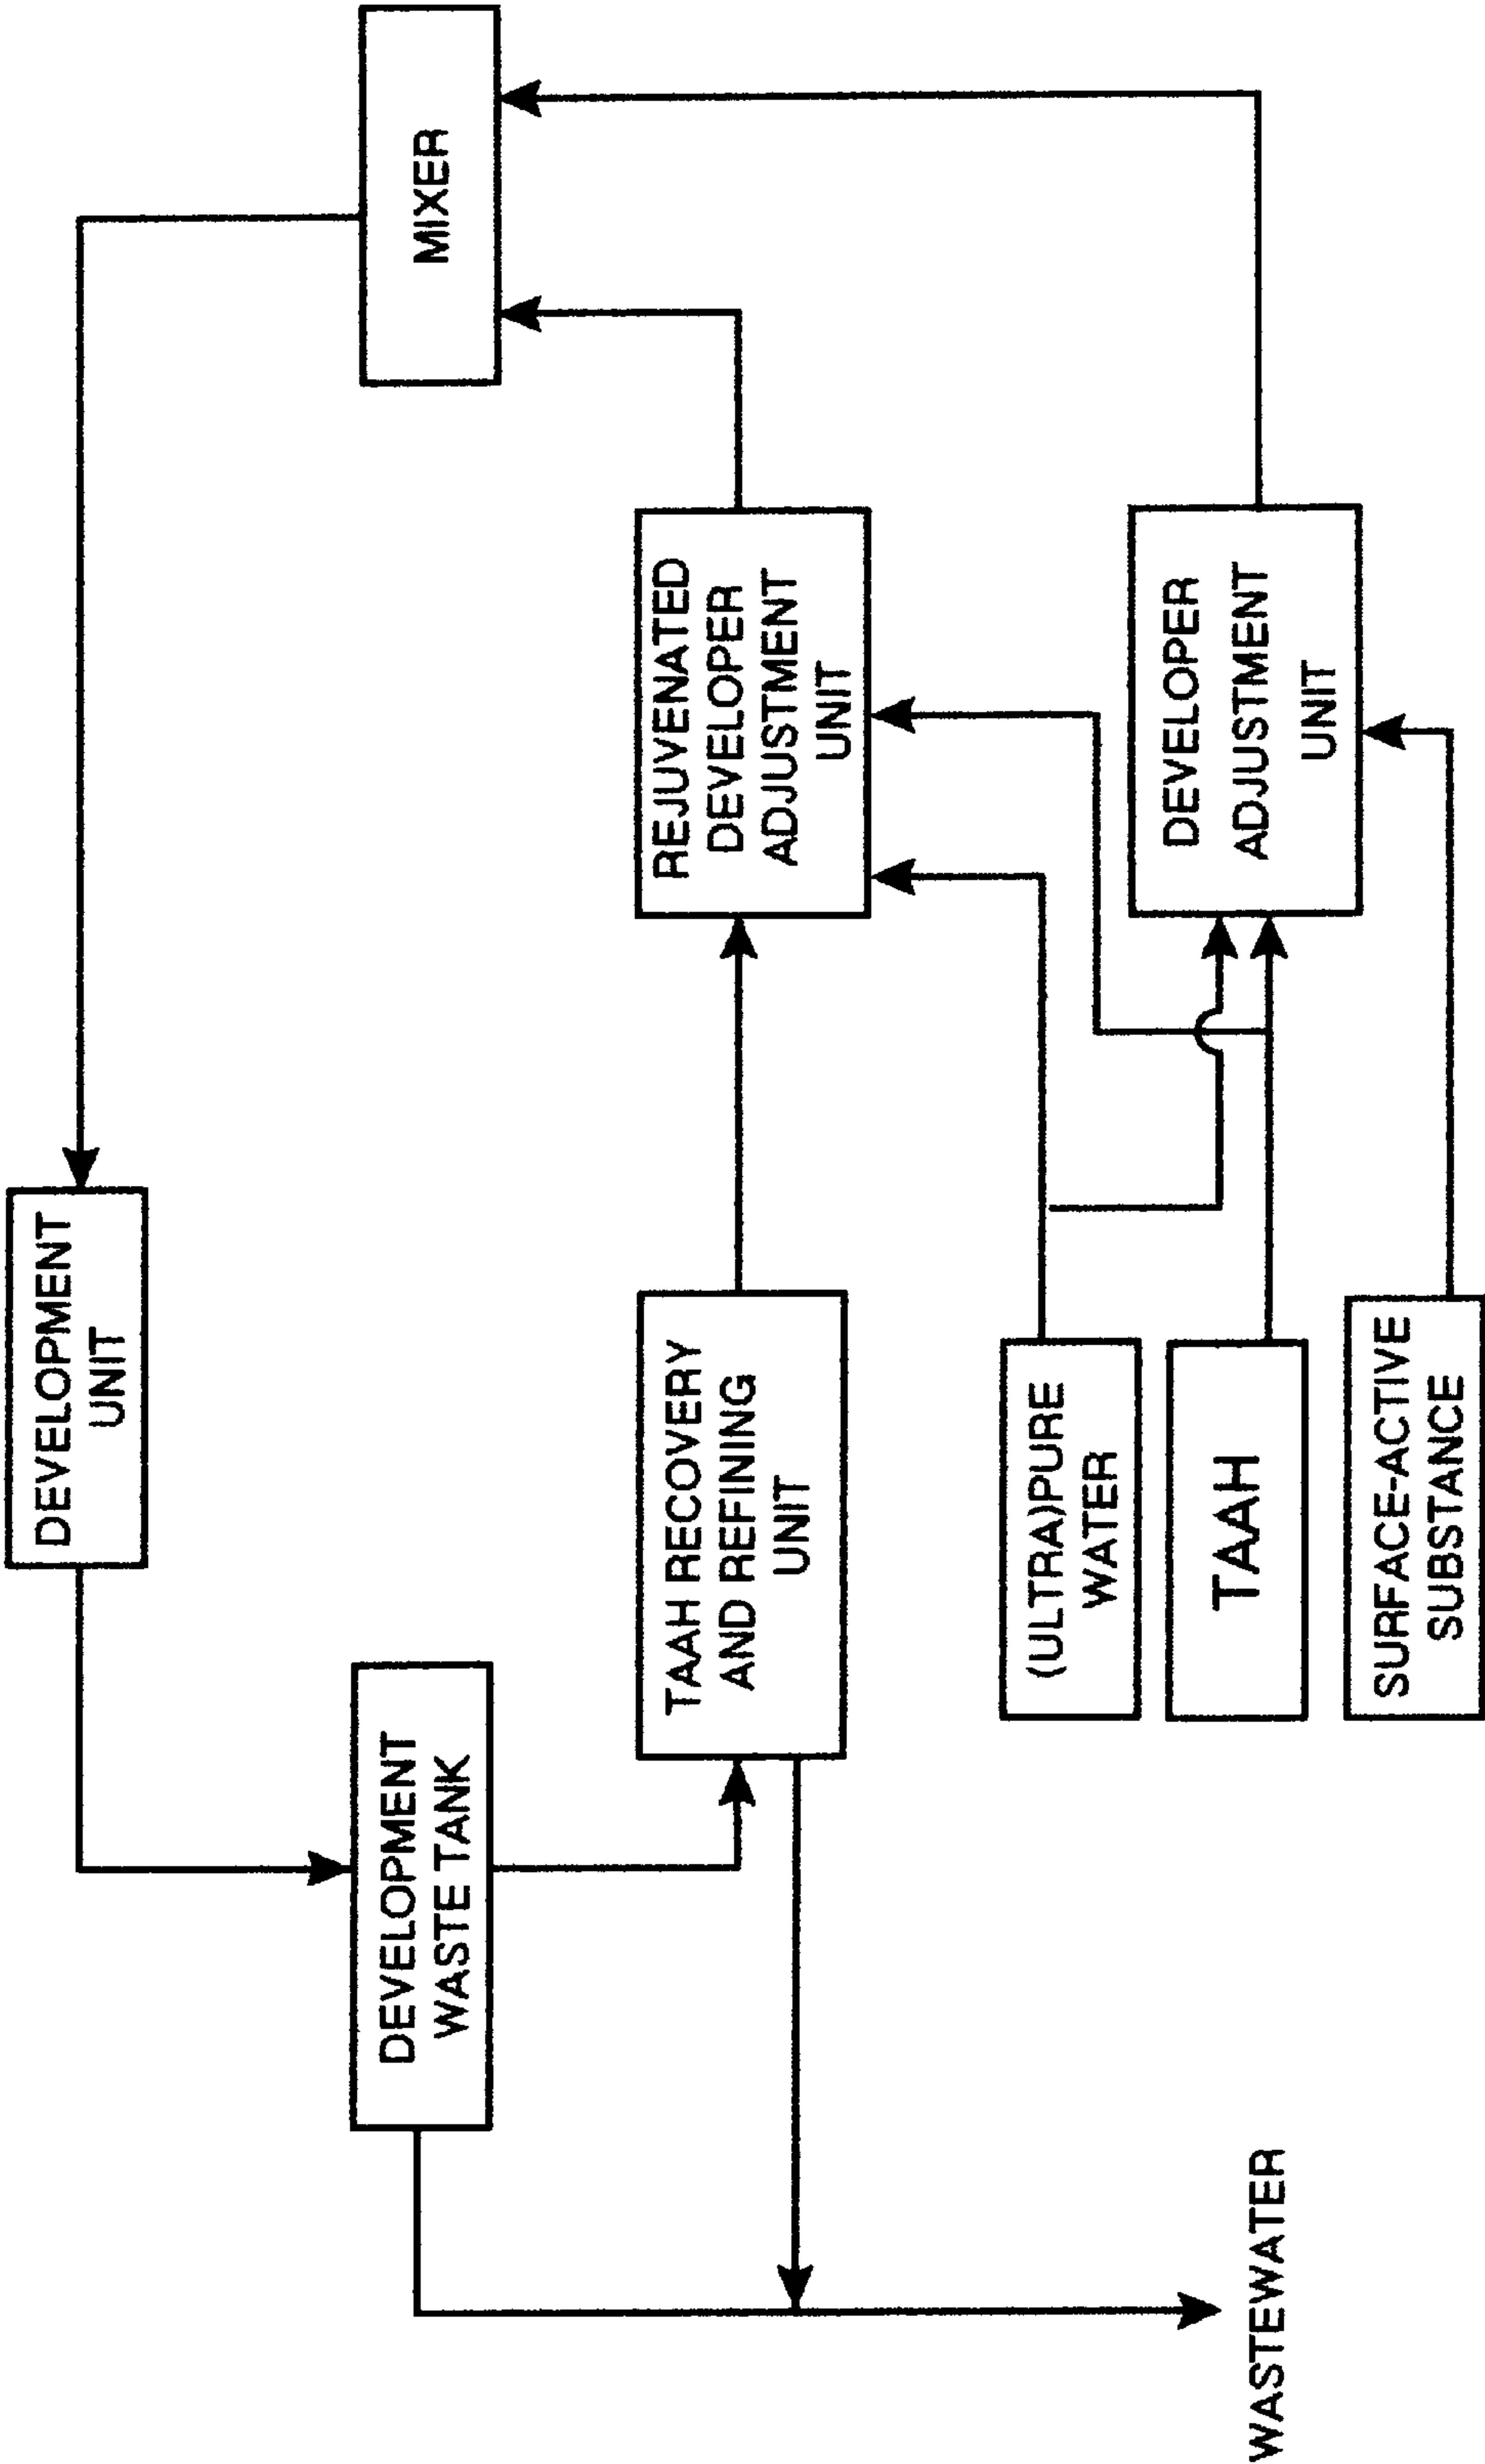 DEVELOPMENT
UNIT
MIXER
DEVELOPMENT
WASTE TANK
TAAH RECOVERY
AND REFINING
UNIT
REJUVENATED
DEVELOPER
ADJUSTMENT
UNIT
(ULTRA)PURE
WATER
TAAH
SURFACE-ACTIVE
SUBSTANCE
DEVELOPER
ADJUSTMENT
UNIT
WASTEWATER